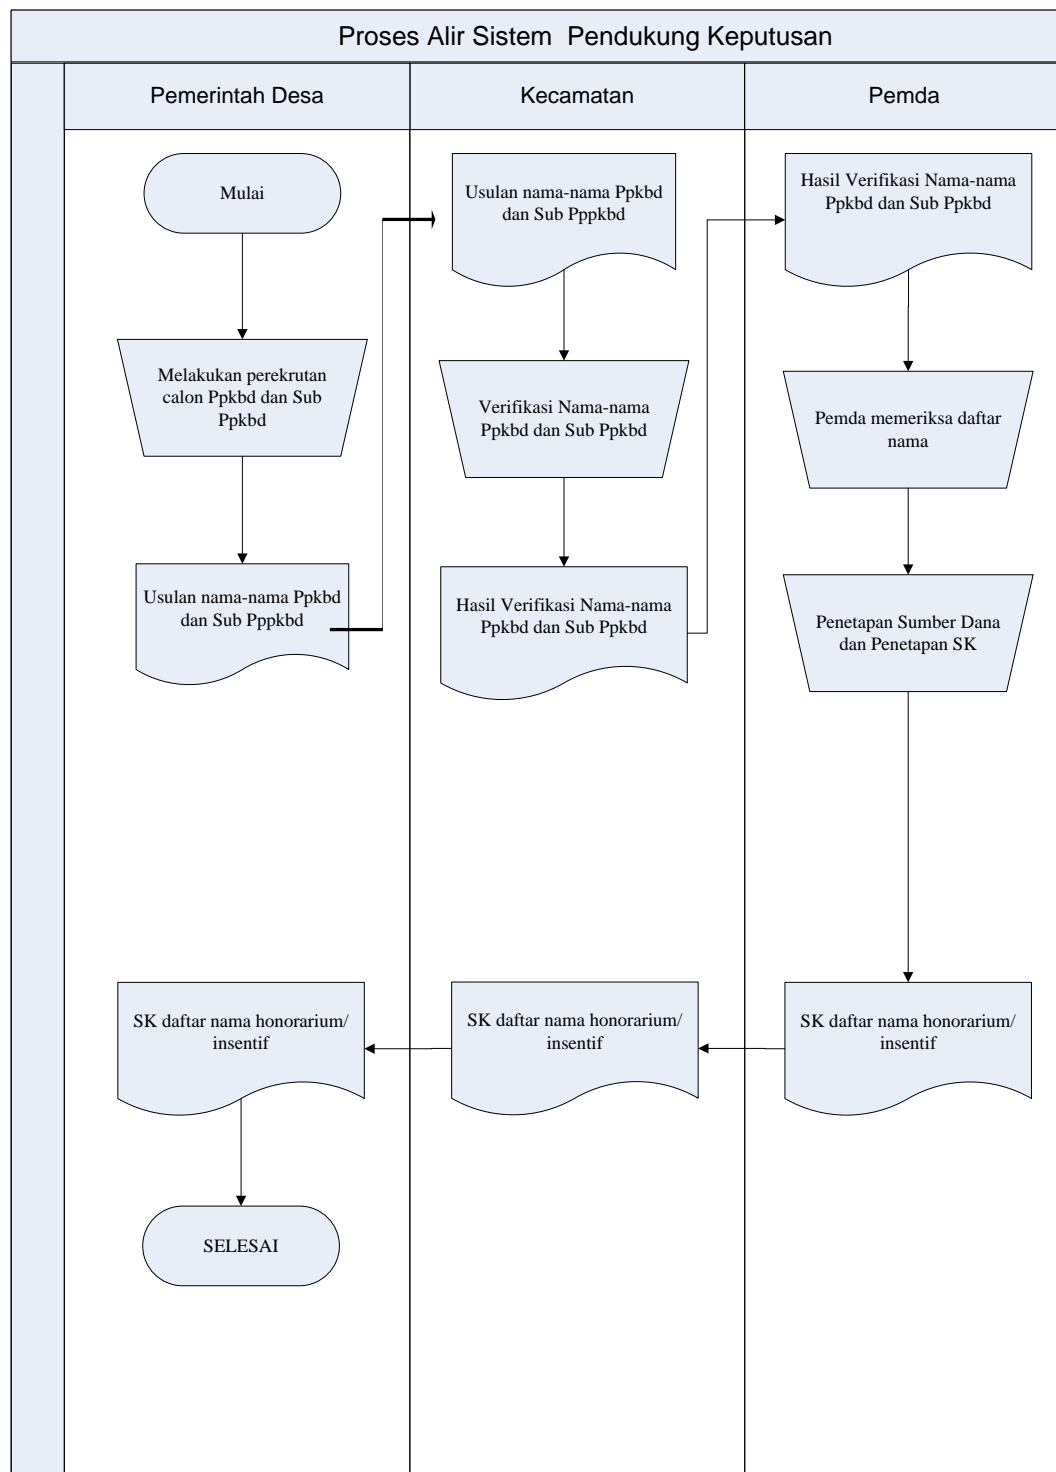 Proses Alir Sistem  Pendukung Keputusan
Pemerintah Desa
Kecamatan
Pemda
Mulai
Melakukan perekrutan
calon Ppkbd dan Sub
Ppkbd
Usulan nama-nama Ppkbd
dan Sub Pppkbd
Usulan nama-nama Ppkbd
dan Sub Pppkbd
Verifikasi Nama-nama
Ppkbd dan Sub Ppkbd
Hasil Verifikasi Nama-nama
Ppkbd dan Sub Ppkbd
Hasil Verifikasi Nama-nama
Ppkbd dan Sub Ppkbd
Pemda memeriksa daftar
nama
Penetapan Sumber Dana
dan Penetapan SK
SK daftar nama honorarium/
insentif
SK daftar nama honorarium/
insentif
SK daftar nama honorarium/
insentif
SELESAI